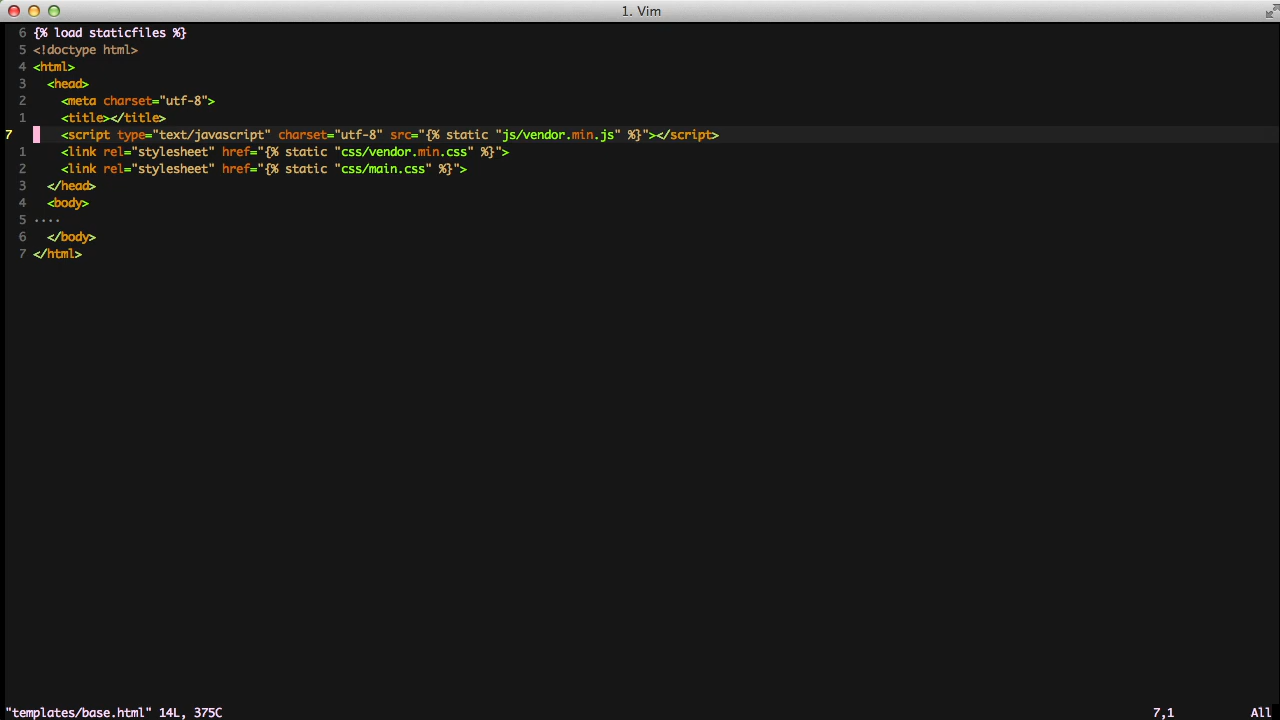 1. Vim
6 {% load staticfiles %}
5 <!doctype html>
4 <html>
3   <head>
2     <meta charset="utf-8">
1     <title></title>
7     <script type="text/javascript" charset="utf-8" src="{% static "js/vendor.min.js" %}"></script>
1     <link rel="stylesheet" href="{% static "css/vendor.min.css" %}">
2     <link rel="stylesheet" href="{% static "css/main.css" %}">
3   </head>
4   <body>
5 ····
6   </body>
7 </html>
"templates/base.html" 14L, 375C 7,1 All